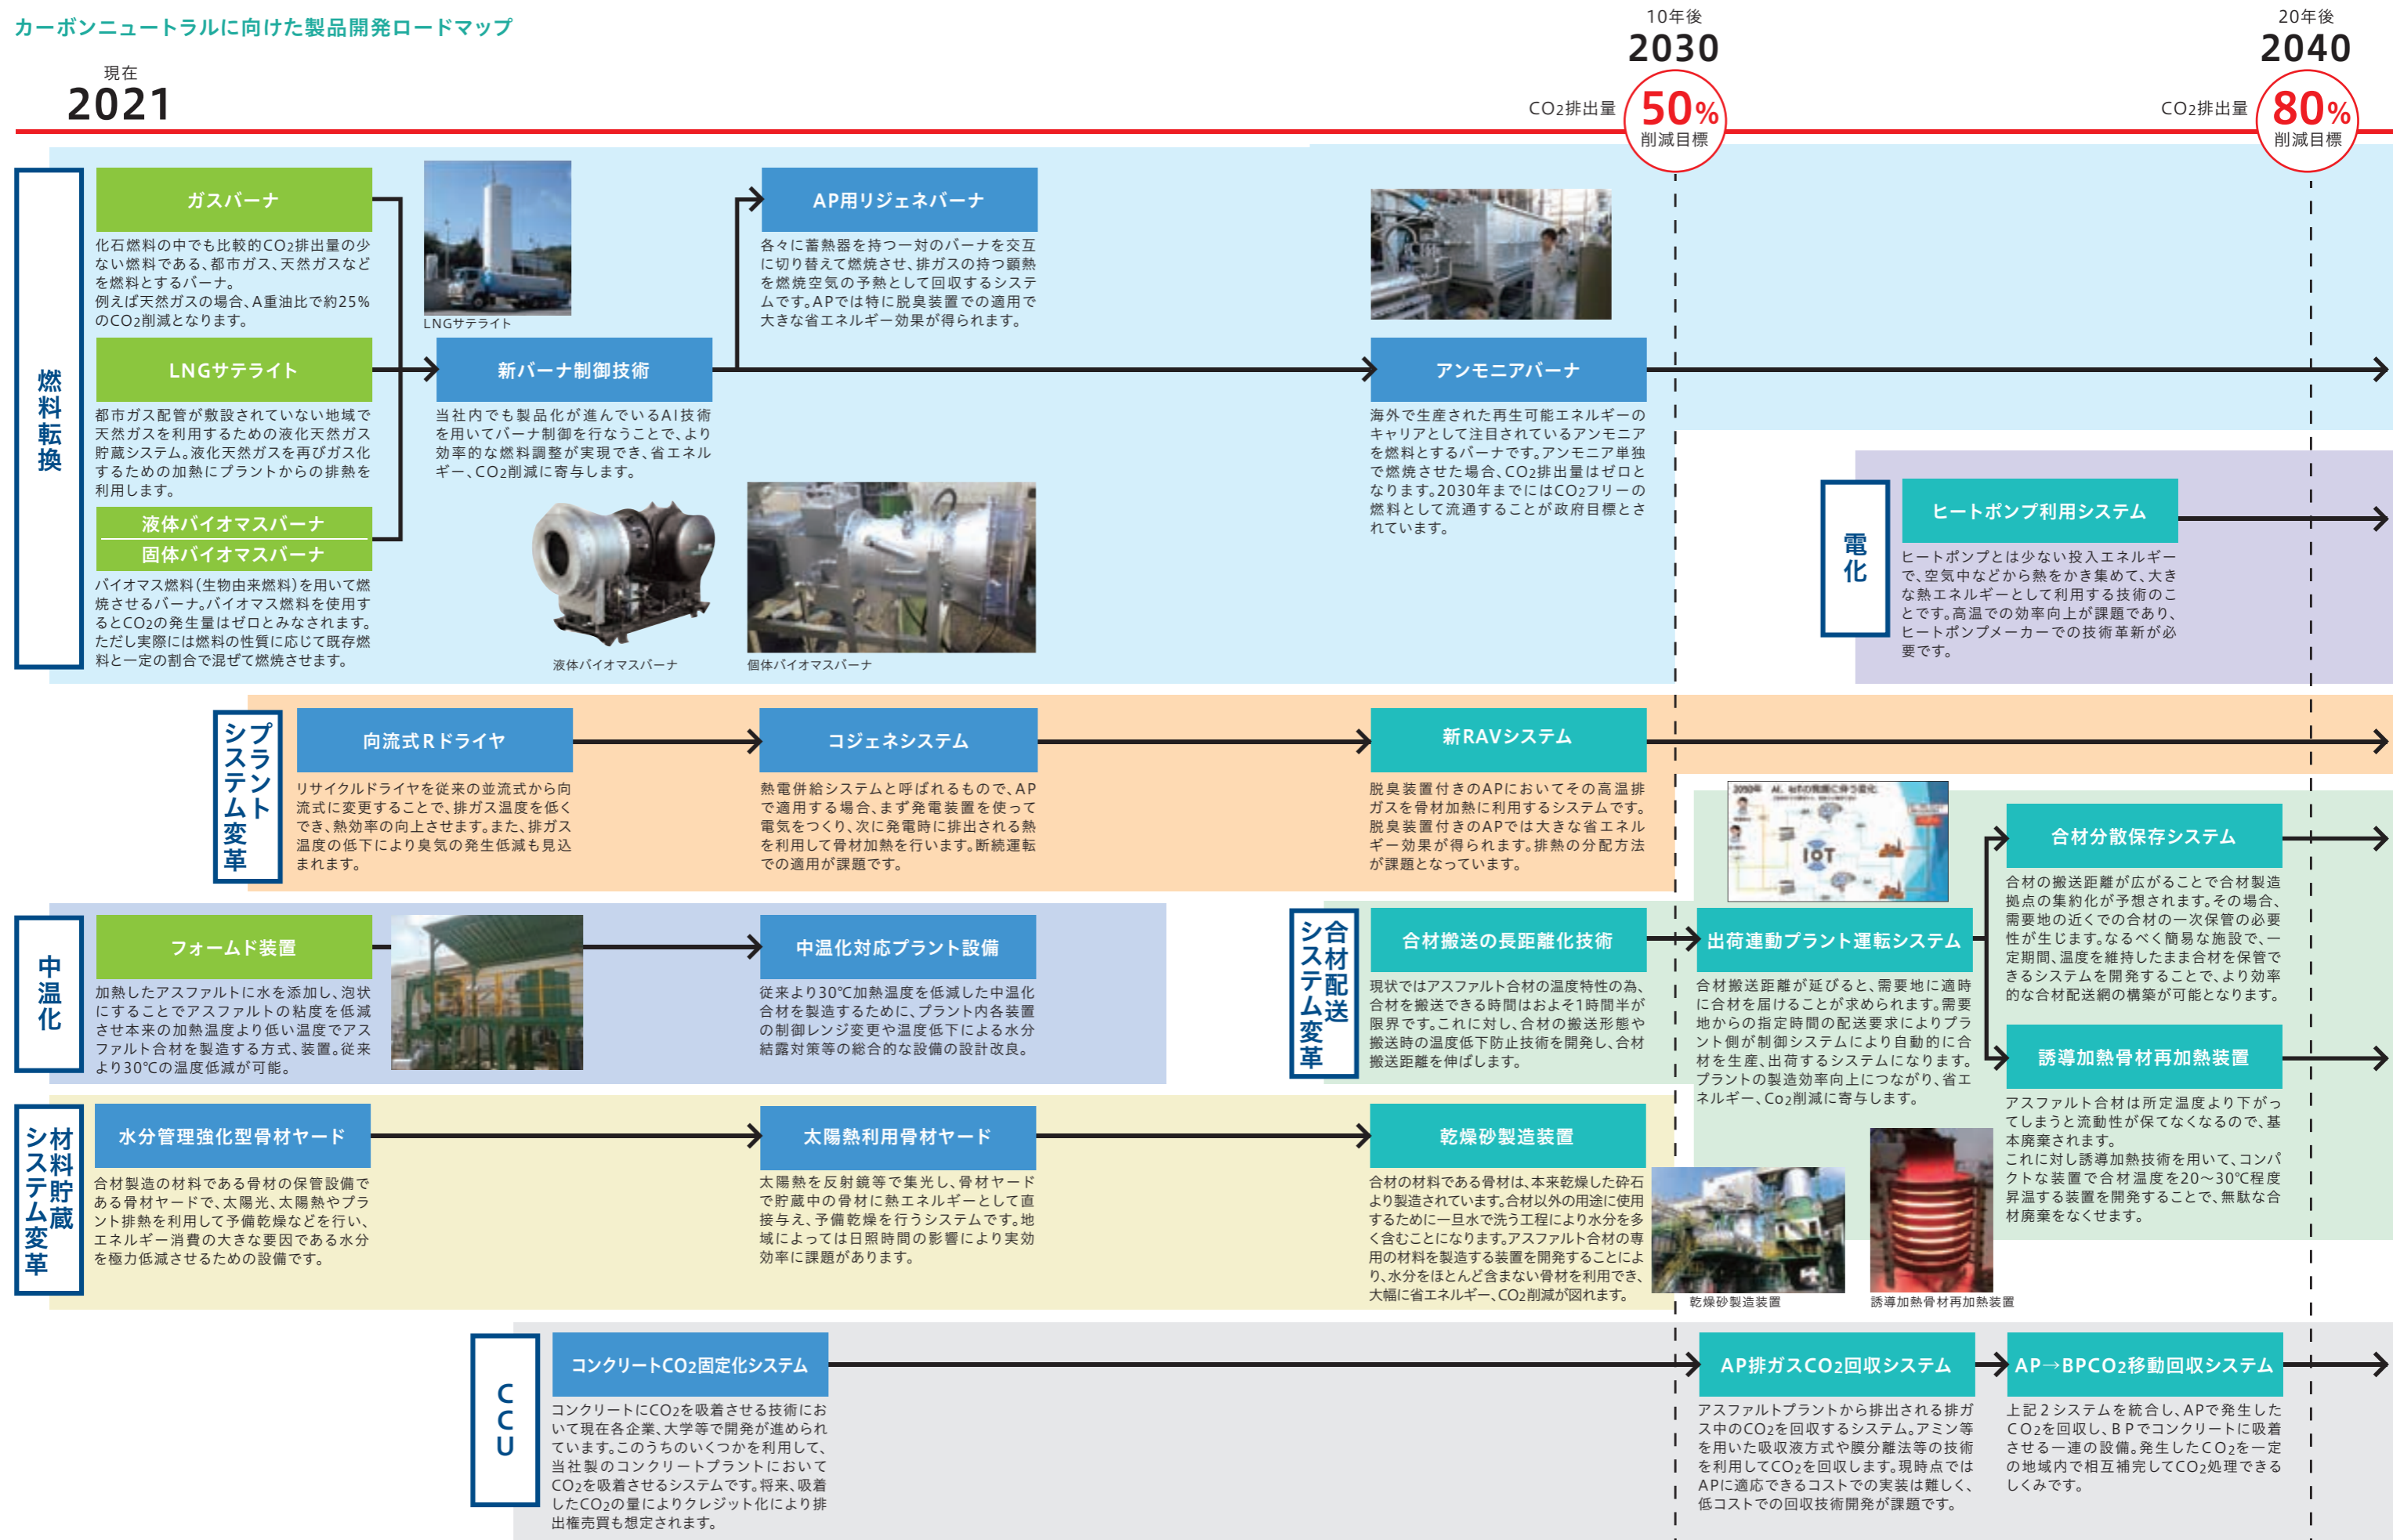 カーボンニュートラルに向けた製品開発ロードマップ
現在
2021
10年後
2030
CO2排出量
50%
削減目標
20年後
2040
CO2排出量
80%
削減目標
燃料転換
ガスバーナ
化石燃料の中でも比較的CO2排出量の少
ない燃料である、都市ガス、天然ガスなど
を燃料とするバーナ。
例えば天然ガスの場合、A重油比で約25%
のCO2削減となります。
LNGサテライト
LNGサテライト
都市ガス配管が敷設されていない地域で
天然ガスを利用するための液化天然ガス
貯蔵システム。液化天然ガスを再びガス化
するための加熱にプラントからの排熱を
利用します。
液体バイオマスバーナ
固体バイオマスバーナ
バイオマス燃料(生物由来燃料)を用いて燃
焼させるバーナ。バイオマス燃料を使用す
るとCO2の発生量はゼロとみなされます。
ただし実際には燃料の性質に応じて既存燃
料と一定の割合で混ぜて燃焼させます。
新バーナ制御技術
当社内でも製品化が進んでいるAI技術
を用いてバーナ制御を行なうことで、より
効率的な燃料調整が実現でき、省エネル
ギー、CO2削減に寄与します。
液体バイオマスバーナ
個体バイオマスバーナ
AP用リジェネバーナ
各々に蓄熱器を持つ一対のバーナを交互
に切り替えて燃焼させ、排ガスの持つ顕熱
を燃焼空気の予熱として回収するシステ
ムです。APでは特に脱臭装置での適用で
大きな省エネルギー効果が得られます。
アンモニアバーナ
海外で生産された再生可能エネルギーの
キャリアとして注目されているアンモニア
を燃料とするバーナです。アンモニア単独
で燃焼させた場合、CO2排出量はゼロと
なります。2030年までにはCO2フリーの
燃料として流通することが政府目標とさ
れています。
電化
ヒートポンプ利用システム
ヒートポンプとは少ない投入エネルギー
で、空気中などから熱をかき集めて、大き
な熱エネルギーとして利用する技術のこ
とです。高温での効率向上が課題であり、
ヒートポンプメーカーでの技術革新が必
要です。
プラント
システム変革
向流式Rドライヤ
リサイクルドライヤを従来の並流式から向
流式に変更することで、排ガス温度を低く
でき、熱効率の向上させます。また、排ガス
温度の低下により臭気の発生低減も見込
まれます。
コジェネシステム
熱電併給システムと呼ばれるもので、AP
で適用する場合、まず発電装置を使って
電気をつくり、次に発電時に排出される熱
を利用して骨材加熱を行います。断続運転
での適用が課題です。
新RAVシステム
脱臭装置付きのAPにおいてその高温排
ガスを骨材加熱に利用するシステムです。
脱臭装置付きのAPでは大きな省エネル
ギー効果が得られます。排熱の分配方法
が課題となっています。
中温化
フォームド装置
加熱したアスファルトに水を添加し、泡状
にすることでアスファルトの粘度を低減
させ本来の加熱温度より低い温度でアス
ファルト合材を製造する方式、装置。従来
より30℃の温度低減が可能。
中温化対応プラント設備
従来より30℃加熱温度を低減した中温化
合材を製造するために、プラント内各装置
の制御レンジ変更や温度低下による水分
結露対策等の総合的な設備の設計改良。
合材配送
システム変革
合材搬送の長距離化技術
現状ではアスファルト合材の温度特性の為、
合材を搬送できる時間はおよそ1時間半が
限界です。これに対し、合材の搬送形態や
搬送時の温度低下防止技術を開発し、合材
搬送距離を伸ばします。
2050年 AI、IoTの発展に伴う変化
IoT
出荷連動プラント運転システム
合材搬送距離が延びると、需要地に適時
に合材を届けることが求められます。需要
地からの指定時間の配送要求によりプラ
ント側が制御システムにより自動的に合
材を生産、出荷するシステムになります。
プラントの製造効率向上につながり、省エ
ネルギー、Co2削減に寄与します。
合材分散保存システム
合材の搬送距離が広がることで合材製造
拠点の集約化が予想されます。その場合、
需要地の近くでの合材の一次保管の必要
性が生じます。なるべく簡易な施設で、一
定期間、温度を維持したまま合材を保管で
きるシステムを開発することで、より効率
的な合材配送網の構築が可能となります。
誘導加熱骨材再加熱装置
アスファルト合材は所定温度より下がっ
てしまうと流動性が保てなくなるので、基
本廃棄されます。
これに対し誘導加熱技術を用いて、コンパ
クトな装置で合材温度を20〜30℃程度
昇温する装置を開発することで、無駄な合
材廃棄をなくせます。
材料貯蔵
システム変革
水分管理強化型骨材ヤード
合材製造の材料である骨材の保管設備で
ある骨材ヤードで、太陽光、太陽熱やプラ
ント排熱を利用して予備乾燥などを行い、
エネルギー消費の大きな要因である水分
を極力低減させるための設備です。
太陽熱利用骨材ヤード
太陽熱を反射鏡等で集光し、骨材ヤード
で貯蔵中の骨材に熱エネルギーとして直
接与え、予備乾燥を行うシステムです。地
域によっては日照時間の影響により実効
効率に課題があります。
乾燥砂製造装置
合材の材料である骨材は、本来乾燥した砕石
より製造されています。合材以外の用途に使用
するために一旦水で洗う工程により水分を多
く含むことになります。アスファルト合材の専
用の材料を製造する装置を開発することによ
り、水分をほとんど含まない骨材を利用でき、
大幅に省エネルギー、CO2削減が図れます。
乾燥砂製造装置
誘導加熱骨材再加熱装置
CCU
コンクリートCO2固定化システム
コンクリートにCO2を吸着させる技術にお
いて現在各企業、大学等で開発が進められ
ています。このうちのいくつかを利用して、
当社製のコンクリートプラントにおいて
CO2を吸着させるシステムです。将来、吸着
したCO2の量によりクレジット化により排
出権売買も想定されます。
AP排ガスCO2回収システム
アスファルトプラントから排出される排ガ
ス中のCO2を回収するシステム。アミン等
を用いた吸収液方式や膜分離法等の技術
を利用してCO2を回収します。現時点では
APに適応できるコストでの実装は難しく、
低コストでの回収技術開発が課題です。
AP→BPCO2移動回収システム
上記2システムを統合し、APで発生した
CO2を回収し、BPでコンクリートに吸着
させる一連の設備。発生したCO2を一定
の地域内で相互補完してCO2処理できる
しくみです。